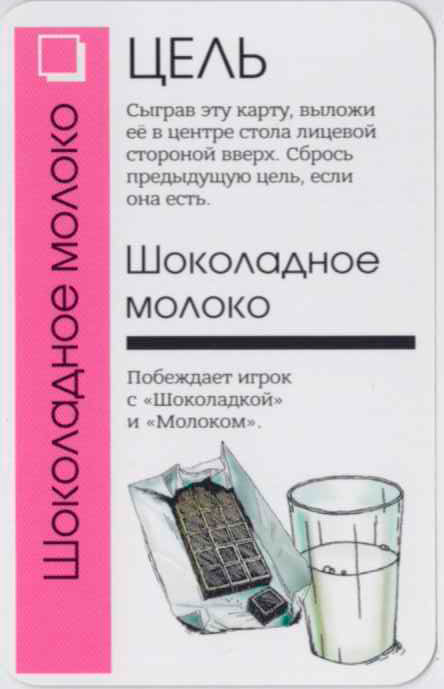 Шоколадное молоко
ЦЕЛЬ
Сыграв эту карту, выложи
её в центре стола лицевой
стороной вверх. Сбрось
предыдущую цель, если
она есть.
Шоколадное
молоко
Побеждает игрок
с «Шоколадкой»
и «Молоком».